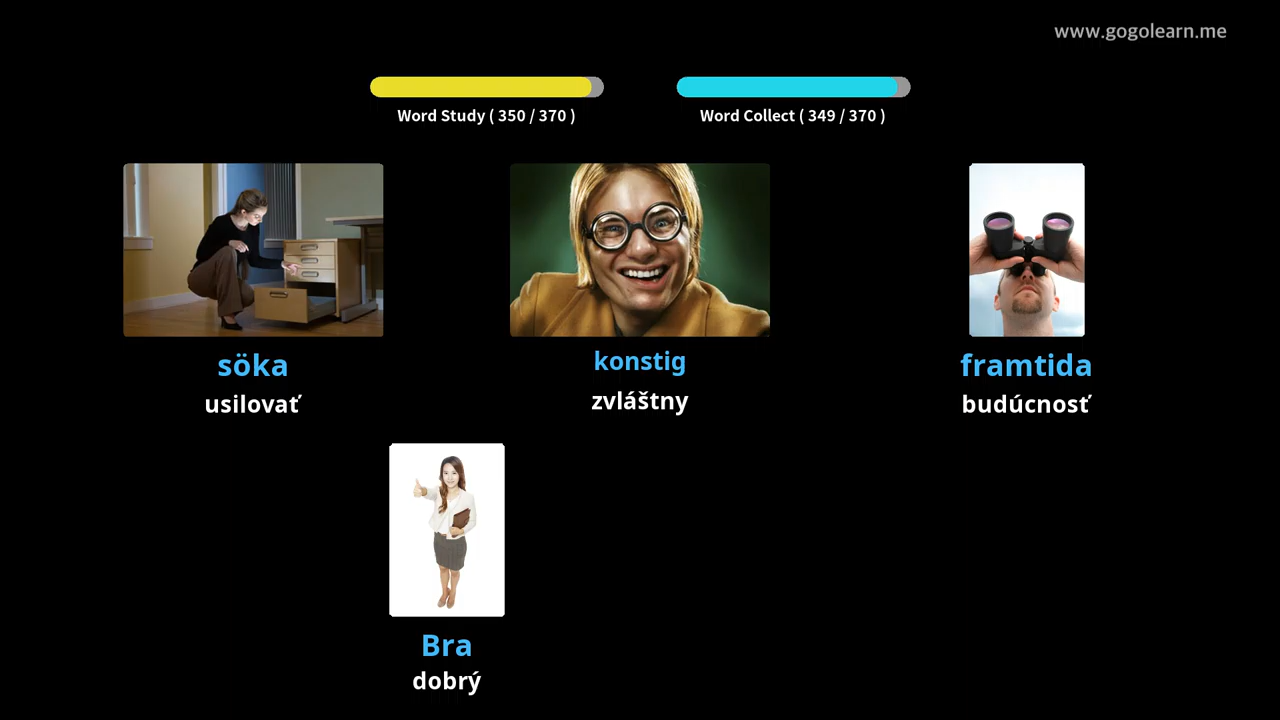 www.gogolearn.me
Word Study ( 350 / 370 )
Word Collect ( 349 / 370 )
söka
usilovať
konstig
zvláštny
framtida
budúcnosť
Bra
dobrý